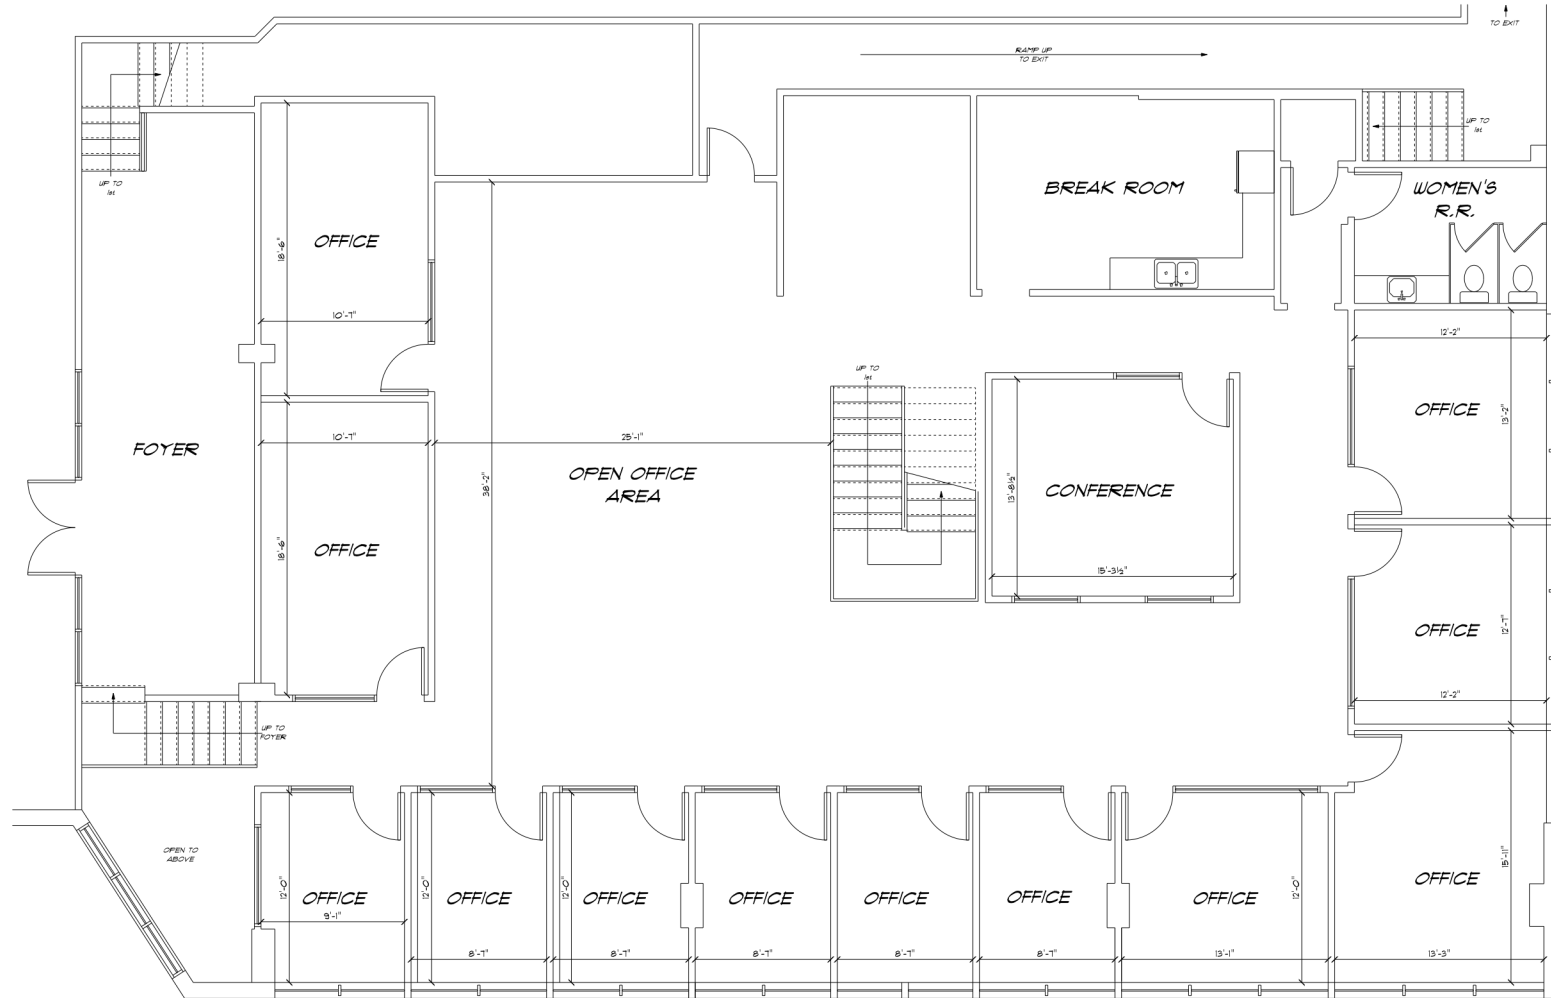 TO EXIT
RAMP UP
TO EXIT
UP TO
1st
UP TO
1st
BREAK ROOM
WOMEN'S
R.R.
OFFICE
18'-6"
10'-7"
12'-2"
UP TO
1st
OFFICE
13'-2"
10'-7"
25'-1"
FOYER
OPEN OFFICE
AREA
38'-2"
CONFERENCE
13'-8½"
15'-3½"
OFFICE
18'-6"
OFFICE
12'-7"
12'-2"
UP TO
FOYER
OPEN TO
ABOVE
OFFICE
15'-11"
12'-0"
OFFICE
9'-1"
12'-0"
OFFICE
12'-0"
OFFICE
OFFICE
OFFICE
OFFICE
OFFICE
12'-0"
8'-7"
8'-7"
8'-7"
8'-7"
8'-7"
13'-1"
13'-3"